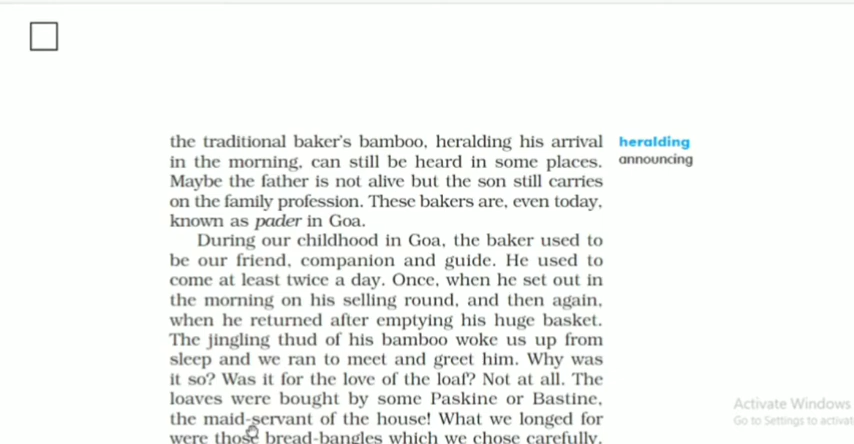 the traditional baker's bamboo, heralding his arrival heralding
in the morning, can still be heard in some places. announcing
Maybe the father is not alive but the son still carries
on the family profession. These bakers are, even today,
known as pader in Goa.
During our childhood in Goa, the baker used to
be our friend, companion and guide. He used to
come at least twice a day. Once, when he set out in
the morning on his selling round, and then again,
when he returned after emptying his huge basket.
The jingling thud of his bamboo woke us up from
sleep and we ran to meet and greet him. Why was
it so? Was it for the love of the loaf? Not at all. The
loaves were bought by some Paskine or Bastine,
the maid-servant of the house! What we longed for
were those bread-bangles which we chose carefully.
Activate Windows
Go to Settings to activat